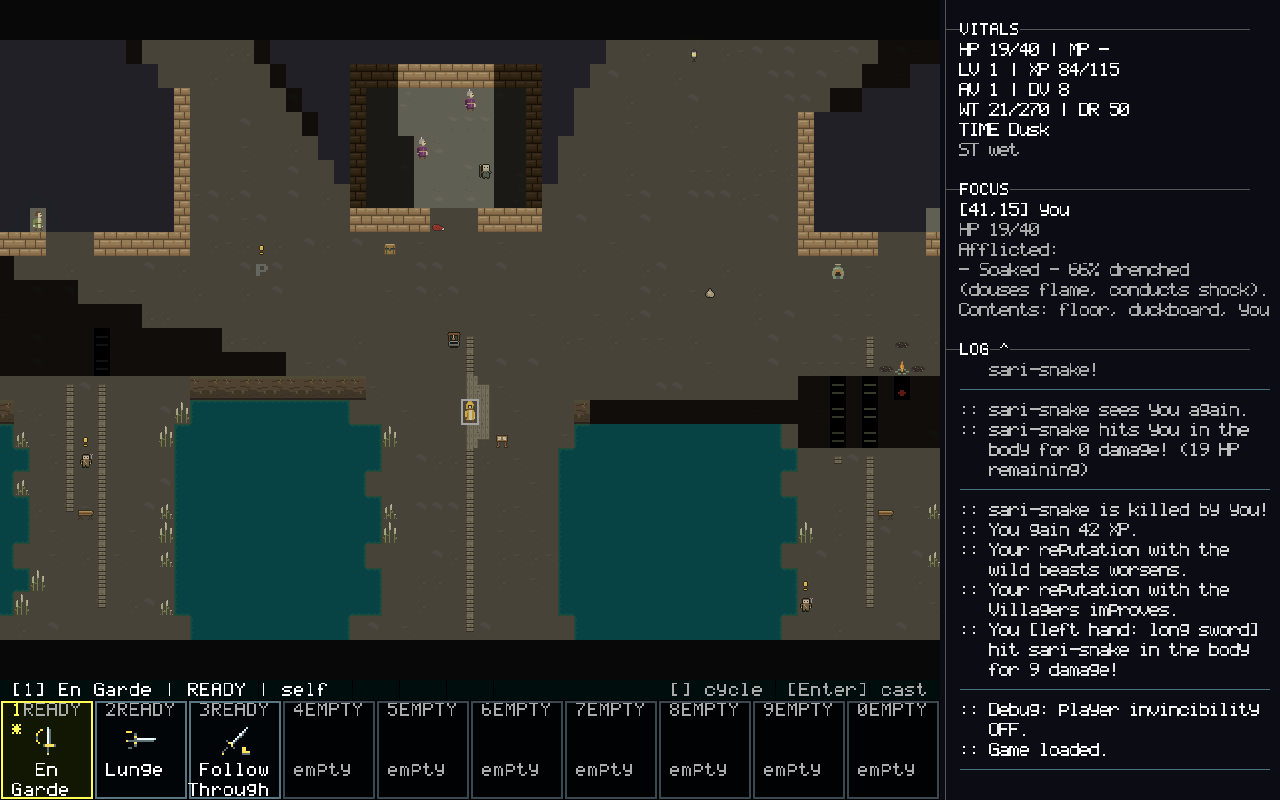 VITALS
HP 19/40 | MP -
LV 1 | XP 84/115
AV 1 | DV 8
WT 21/270 | DR 50
TIME Dusk
ST wet
FOCUS
[41,15] You
HP 19/40
Afflicted:
- Soaked - 66% drenched
(douses flame, conducts shock).
Contents: floor, duckboard, You
LOG ^
sari-snake!
:: sari-snake sees you again.
:: sari-snake hits you in the
body for 0 damage! (19 HP
remaining)
:: sari-snake is killed by you!
:: You gain 42 XP.
:: Your reputation with the
wild beasts worsens.
:: Your reputation with the
Villagers improves.
:: You [left hand: long sword]
hit sari-snake in the body
for 9 damage!
:: Debug: Player invincibility
OFF.
:: Game loaded.
P
[1] En Garde | READY | self
[] cycle [Enter] cast
1READY 2READY 3READY 4EMPTY 5EMPTY 6EMPTY 7EMPTY 8EMPTY 9EMPTY 0EMPTY
*
En Lunge Follow empty empty empty empty empty empty empty
Garde Through